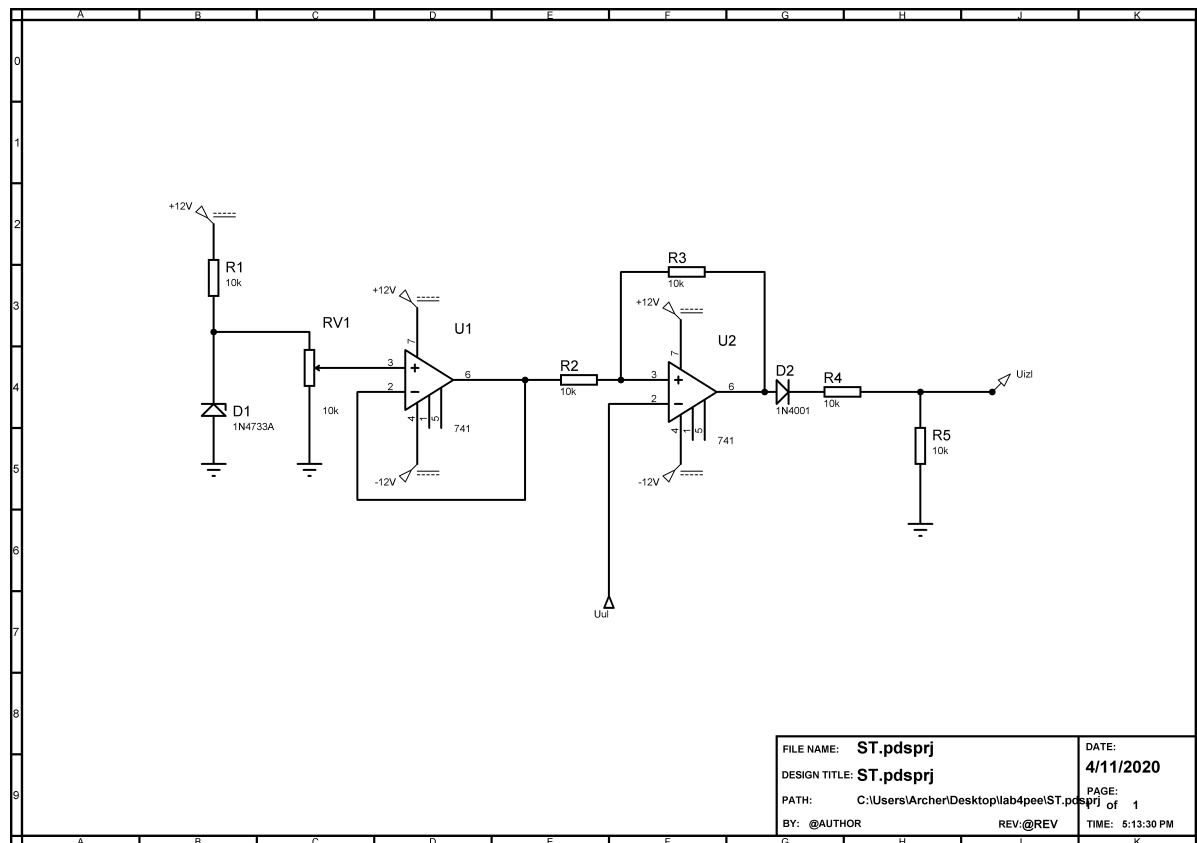 A B C D E F G H J K
0
1
2
3
4
5
6
7
8
9
+12V
R1
10k
D1
1N4733A
RV1
10k
+12V
U1
7
3
2
6
4
1
5
741
-12V
R2
10k
R3
10k
+12V
U2
7
3
2
6
4
1
5
741
-12V
Uul
D2
1N4001
R4
10k
R5
10k
Uizl
FILE NAME: ST.pdsprj
DESIGN TITLE: ST.pdsprj
PATH: C:\Users\Archer\Desktop\lab4pee\ST.pdsprj
BY: @AUTHOR REV:@REV
DATE:
4/11/2020
PAGE:
1 of 1
TIME: 5:13:30 PM
A B C D E F G H J K